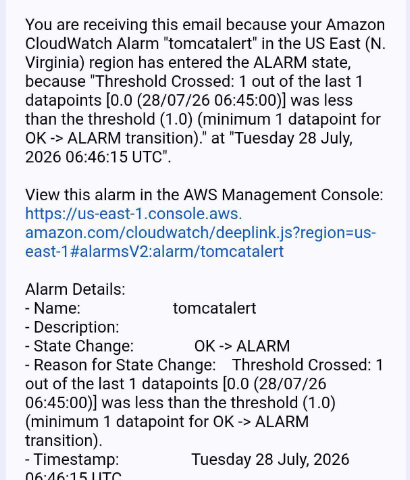 You are receiving this email because your Amazon
CloudWatch Alarm "tomcatalert" in the US East (N.
Virginia) region has entered the ALARM state,
because "Threshold Crossed: 1 out of the last 1
datapoints [0.0 (28/07/26 06:45:00)] was less
than the threshold (1.0) (minimum 1 datapoint for
OK -> ALARM transition)." at "Tuesday 28 July,
2026 06:46:15 UTC".
View this alarm in the AWS Management Console:
https://us-east-1.console.aws.
amazon.com/cloudwatch/deeplink.js?region=us-
east-1#alarmsV2:alarm/tomcatalert
Alarm Details:
- Name: tomcatalert
- Description:
- State Change: OK -> ALARM
- Reason for State Change: Threshold Crossed: 1
out of the last 1 datapoints [0.0 (28/07/26
06:45:00)] was less than the threshold (1.0)
(minimum 1 datapoint for OK -> ALARM
transition).
- Timestamp: Tuesday 28 July, 2026
06:46:15 UTC